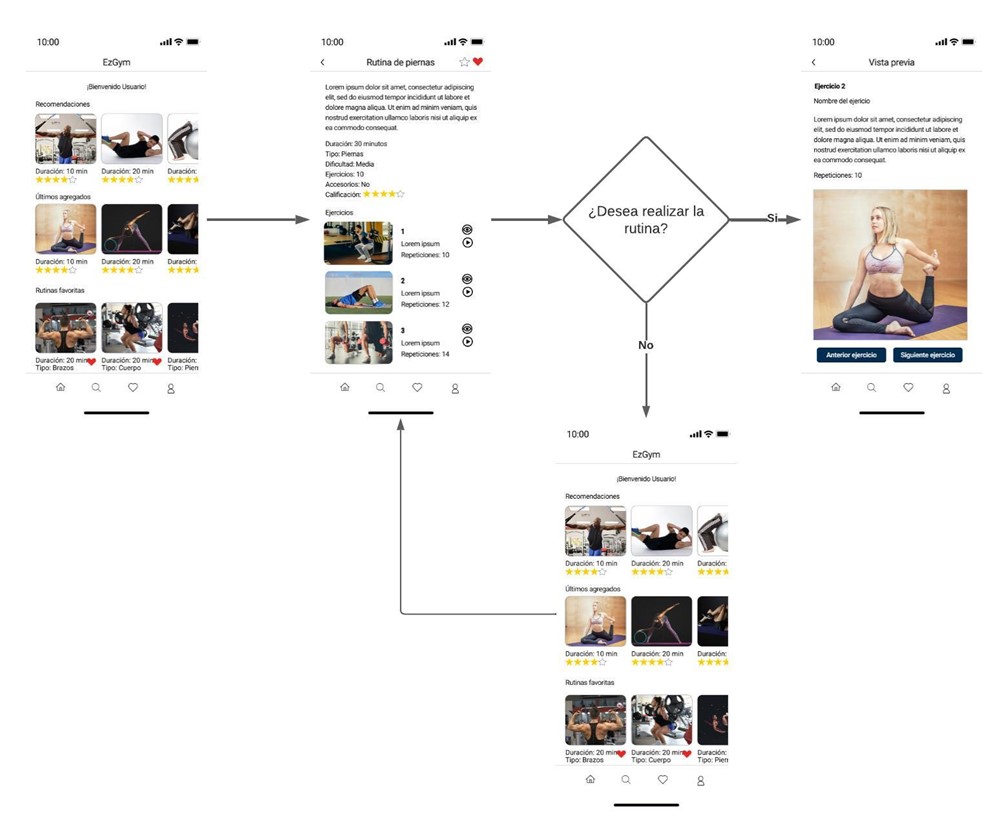 10:00
EzGym
¡Bienvenido Usuario!
Recomendaciones
Duración: 10 min
Duración: 20 min
Duración:
Últimos agregados
Duración: 10 min
Duración: 20 min
Duración:
Rutinas favoritas
Duración: 20 min
Duración: 20 min
Duración:
Tipo: Brazos
Tipo: Cuerpo
Tipo: Pier
10:00
Rutina de piernas
Lorem ipsum dolor sit amet, consectetur adipiscing
elit, sed do eiusmod tempor incididunt ut labore et
dolore magna aliqua. Ut enim ad minim veniam, quis
nostrud exercitation ullamco laboris nisi ut aliquip ex
ea commodo consequat.
Duración: 30 minutos
Tipo: Piernas
Dificultad: Media
Ejercicios: 10
Accesorios: No
Calificación:
Ejercicios
1
Lorem ipsum
Repeticiones: 10
2
Lorem ipsum
Repeticiones: 12
3
Lorem ipsum
Repeticiones: 14
¿Desea realizar la
rutina?
Si
No
10:00
Vista previa
Ejercicio 2
Nombre del ejericio
Lorem ipsum dolor sit amet, consectetur adipiscing
elit, sed do eiusmod tempor incididunt ut labore et
dolore magna aliqua. Ut enim ad minim veniam, quis
nostrud exercitation ullamco laboris nisi ut aliquip ex
ea commodo consequat.
Repeticiones: 10
Anterior ejercicio
Siguiente ejercicio
10:00
EzGym
¡Bienvenido Usuario!
Recomendaciones
Duración: 10 min
Duración: 20 min
Duración:
Últimos agregados
Duración: 10 min
Duración: 20 min
Duración:
Rutinas favoritas
Duración: 20 min
Duración: 20 min
Duración:
Tipo: Brazos
Tipo: Cuerpo
Tipo: Pier